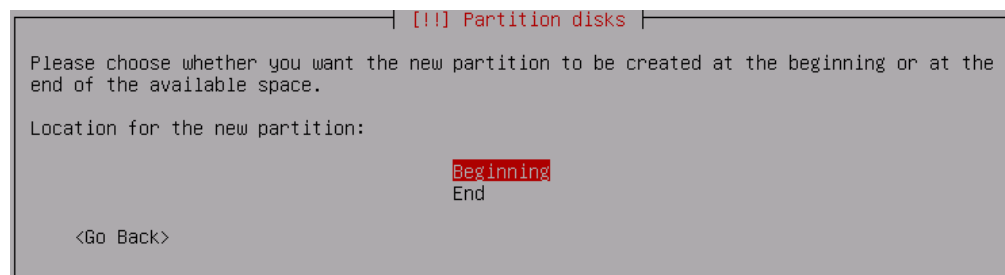 [!!] Partition disks
Please choose whether you want the new partition to be created at the beginning or at the
end of the available space.
Location for the new partition:
Beginning
End
<Go Back>